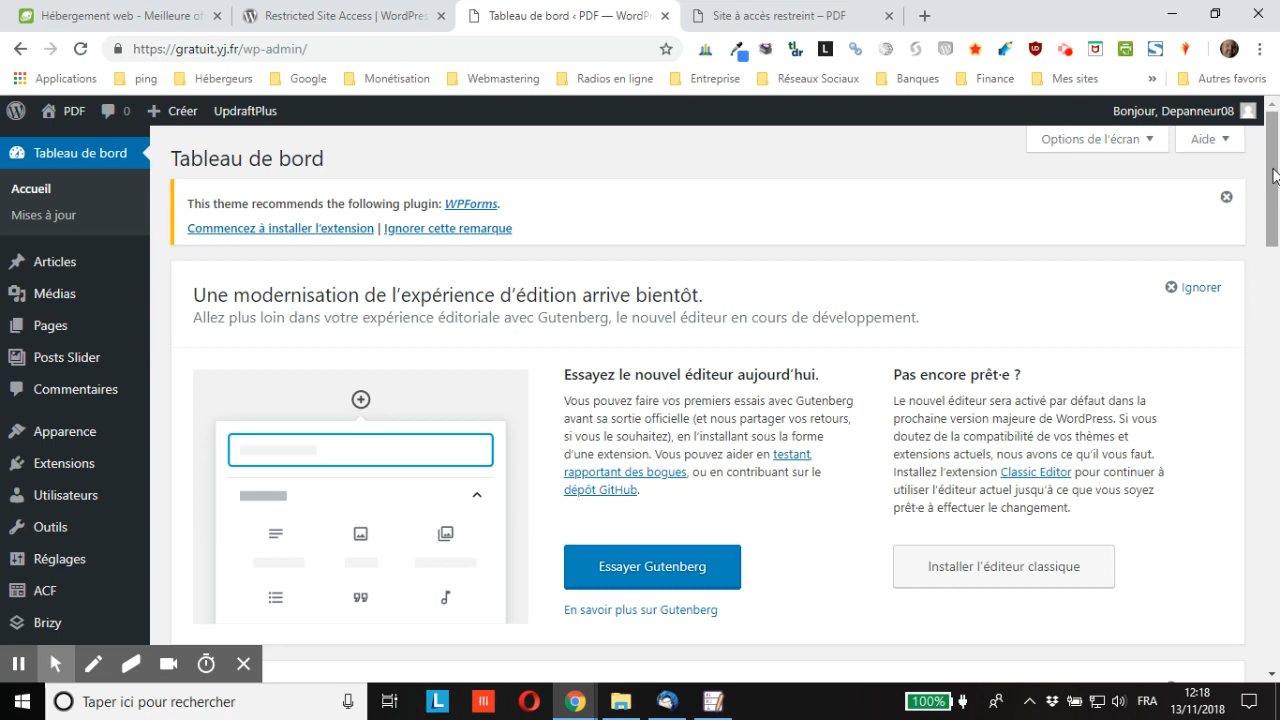 Hébergement web - Meilleure of
Restricted Site Access | WordPres
Tableau de bord ‹ PDF — WordPr
Site à accès restreint – PDF
https://gratuit.yj.fr/wp-admin/
Applications
ping
Hébergeurs
Google
Monétisation
Webmastering
Radios en ligne
Entreprise
Réseaux Sociaux
Banques
Finance
Mes sites
»
Autres favoris
PDF
0
Créer
UpdraftPlus
Bonjour, Depanneur08
Tableau de bord
Accueil
Mises à jour
Articles
Médias
Pages
Posts Slider
Commentaires
Apparence
Extensions
Utilisateurs
Outils
Réglages
ACF
Brizy
Options de l'écran
Aide
Tableau de bord
This theme recommends the following plugin: WPForms.
Commencez à installer l'extension | Ignorer cette remarque
Une modernisation de l'expérience d'édition arrive bientôt.
Ignorer
Allez plus loin dans votre expérience éditoriale avec Gutenberg, le nouvel éditeur en cours de développement.
Essayez le nouvel éditeur aujourd'hui.
Vous pouvez faire vos premiers essais avec Gutenberg
avant sa sortie officielle (et nous partager vos retours,
si vous le souhaitez), en l'installant sous la forme
d'une extension. Vous pouvez aider en testant,
rapportant des bogues, ou en contribuant sur le
dépôt GitHub.
Essayer Gutenberg
En savoir plus sur Gutenberg
Pas encore prêt·e ?
Le nouvel éditeur sera activé par défaut dans la
prochaine version majeure de WordPress. Si vous
doutez de la compatibilité de vos thèmes et
extensions actuels, nous avons ce qu'il vous faut.
Installez l'extension Classic Editor pour continuer à
utiliser l'éditeur actuel jusqu'à ce que vous soyez
prêt·e à effectuer le changement.
Installer l'éditeur classique
Taper ici pour rechercher
100%
FRA
12:18
13/11/2018